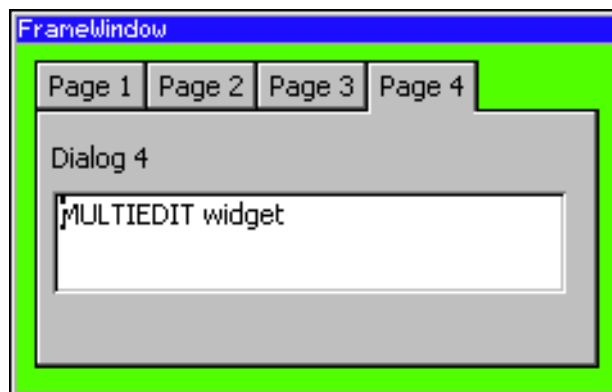 FrameWindow
Page 1 Page 2 Page 3 Page 4
Dialog 4
MULTIEDIT widget